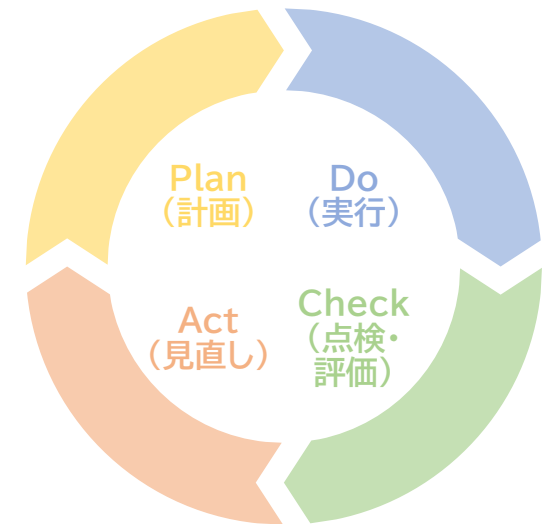 Plan
（計画）
Do
（実行）
Check
（点検・
評価）
Act
（見直し）